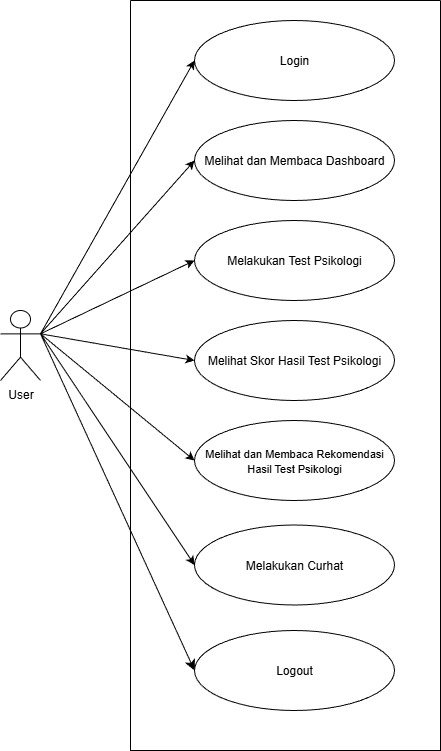 Login
Melihat dan Membaca Dashboard
Melakukan Test Psikologi
Melihat Skor Hasil Test Psikologi
User
Melihat dan Membaca Rekomendasi
Hasil Test Psikologi
Melakukan Curhat
Logout